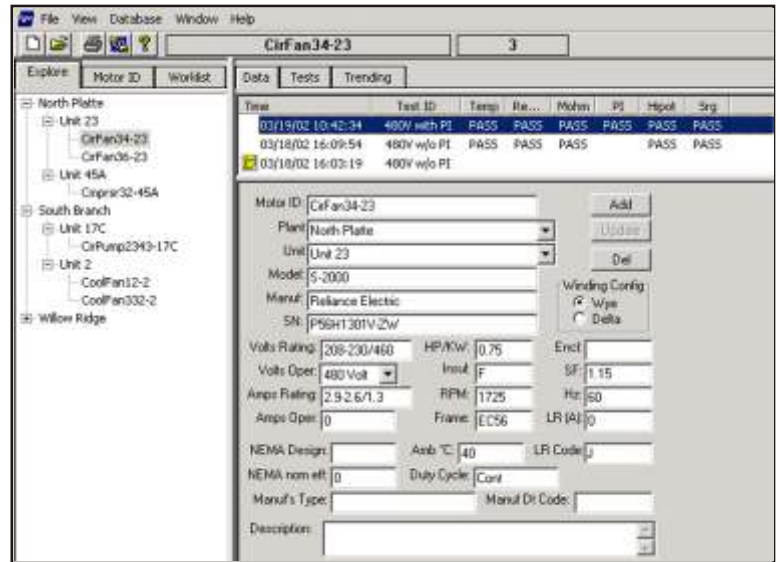 File View Database Window Help
CirFan34-23 3
Explore Motor ID Worklist
North Platte
Unit 23
CirFan34-23
CirFan36-23
Unit 45A
Cmprsr32-45A
South Branch
Unit 17C
CirPump2343-17C
Unit 2
CoolFan12-2
CoolFan332-2
Willow Ridge
Data Tests Trending
Time Test ID Temp Re... Mohm PI Hipot Srg
03/19/02 10:42:34 480V with PI PASS PASS PASS PASS PASS PASS
03/18/02 16:09:54 480V w/o PI PASS PASS PASS PASS PASS
03/18/02 16:03:19 480V w/o PI
Motor ID: CirFan34-23 Add
Plant North Platte Update
Unit Unit 23 Del
Model: S-2000 Winding Config
Manuf: Reliance Electric Wye
SN: P56H1301V-ZW Delta
Volts Rating: 208-230/460 HP/KW: 0.75 Encl:
Volts Oper: 480 Volt Insul: F SF: 1.15
Amps Rating: 2.9-2.6/1.3 RPM: 1725 Hz: 60
Amps Oper: 0 Frame: EC56 LR (A): 0
NEMA Design: Amb °C: 40 LR Code: J
NEMA nom eff: 0 Duty Cycle: Cont
Manuf's Type: Manuf Dt Code:
Description: